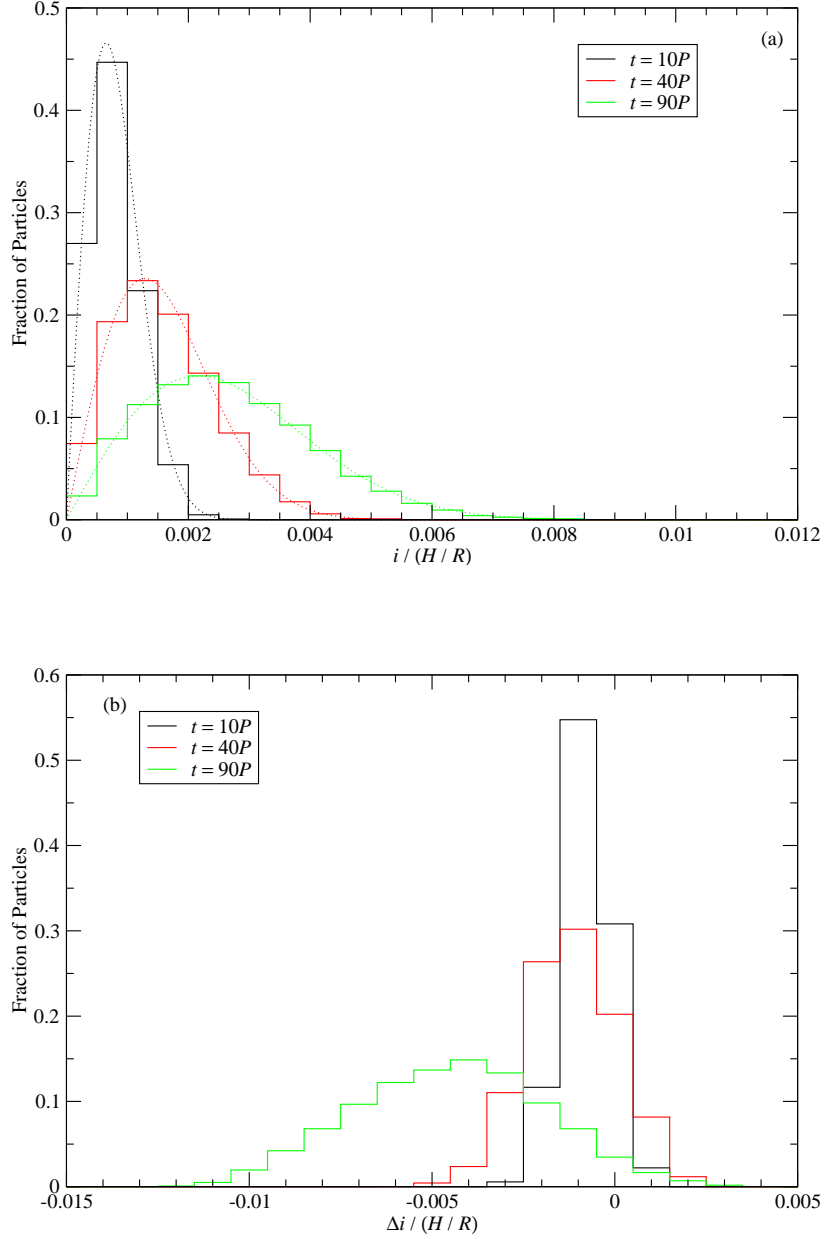 0.5
(a)
t = 10P
t = 40P
t = 90P
0.4
0.3
0.2
0.1
0
Fraction of Particles
0 0.002 0.004 0.006 0.008 0.01 0.012
i / (H / R)
0.6
(b)
t = 10P
t = 40P
t = 90P
0.5
0.4
0.3
0.2
0.1
0
Fraction of Particles
-0.015 -0.01 -0.005 0 0.005
Δi / (H / R)